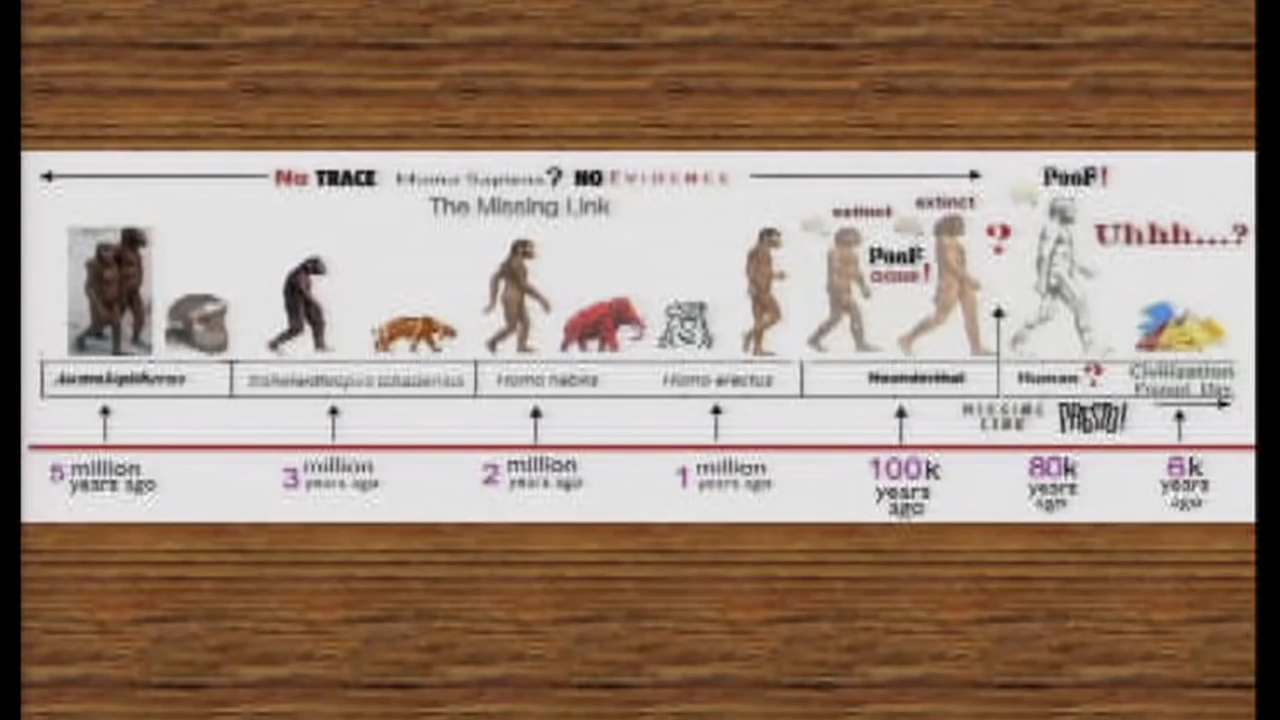 No TRACE Homo Sapiens? NO EVIDENCE
PooF!
The Missing Link
extinct
extinct
?
Uhhh...?
PooF
gone!
Homo habilis
Homo erectus
Neanderthal
Human ?
Civilization
MISSING
LINK
PRESTO!
5 million
years ago
3 million
years ago
2 million
years ago
1 million
years ago
100k
years
ago
80k
years
ago
6k
years
ago